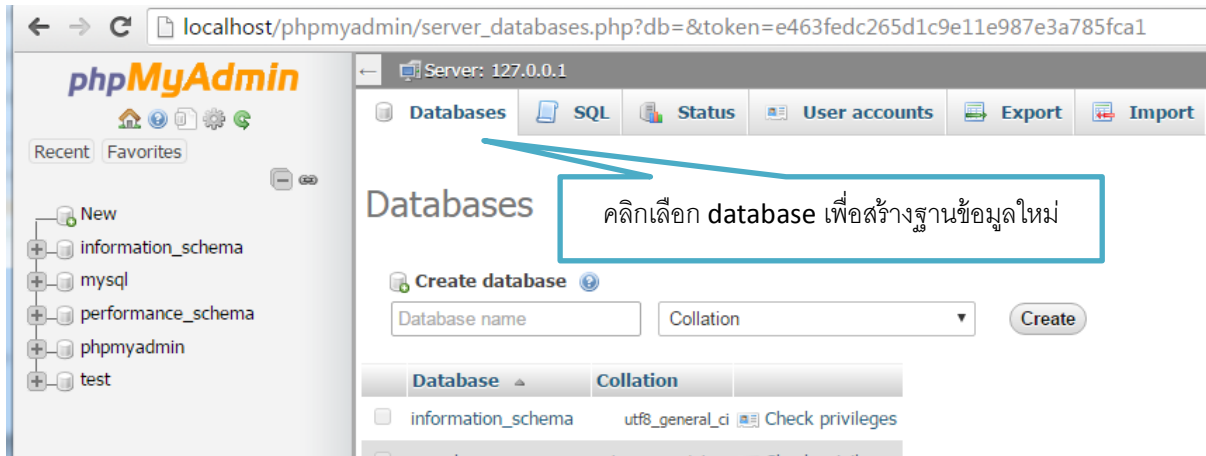 localhost/phpmyadmin/server_databases.php?db=&token=e463fedc265d1c9e11e987e3a785fca1
phpMyAdmin
Server: 127.0.0.1
Databases SQL Status User accounts Export Import
Recent Favorites
New
information_schema
mysql
performance_schema
phpmyadmin
test
Databases
คลิกเลือก database เพื่อสร้างฐานข้อมูลใหม่
Create database
Database name Collation Create
Database Collation
information_schema utf8_general_ci Check privileges